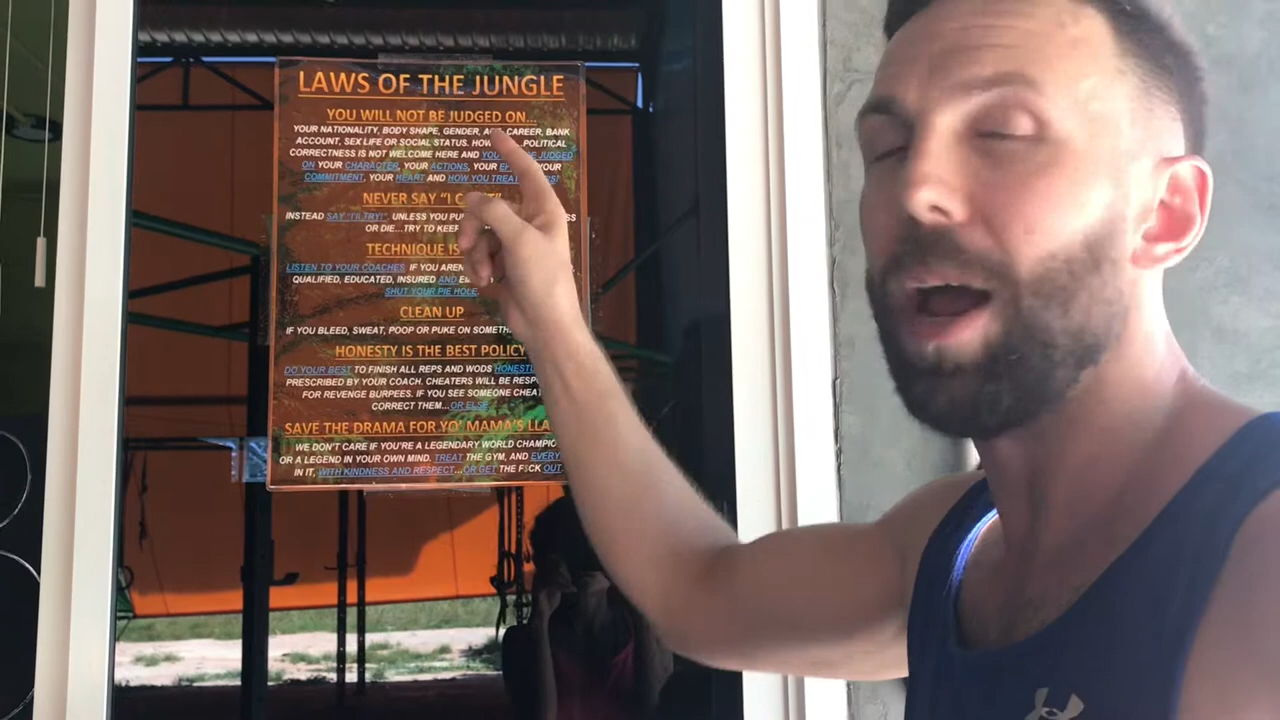 LAWS OF THE JUNGLE
YOU WILL NOT BE JUDGED ON...
YOUR NATIONALITY, BODY SHAPE, GENDER, AGE, CAREER, BANK
ACCOUNT, SEX LIFE OR SOCIAL STATUS. POLITICAL
CORRECTNESS IS NOT WELCOME HERE AND BE JUDGED
ON YOUR CHARACTER, YOUR ACTIONS, YOUR YOUR
COMMITMENT, YOUR HEART AND HOW YOU TREAT
NEVER SAY "I
INSTEAD SAY "I'll TRY!". UNLESS YOU
OR DIE...TRY TO KEEP
TECHNIQUE IS
LISTEN TO YOUR COACHES. IF YOU
QUALIFIED, EDUCATED, INSURED AND
SHUT YOUR PIE HOLE.
CLEAN UP
IF YOU BLEED, SWEAT, POOP OR PUKE ON
HONESTY IS THE BEST POLICY
DO YOUR BEST TO FINISH ALL REPS AND WODS
PRESCRIBED BY YOUR COACH. CHEATERS WILL BE
FOR REVENGE BURPEES. IF YOU SEE SOMEONE
CORRECT THEM...OR ELSE
SAVE THE DRAMA FOR YO' MAMA'S
WE DON'T CARE IF YOU'RE A LEGENDARY WORLD
OR A LEGEND IN YOUR OWN MIND. TREAT THE GYM, AND EVERY
IN IT, WITH KINDNESS AND RESPECT...OR GET THE F$CK OUT.